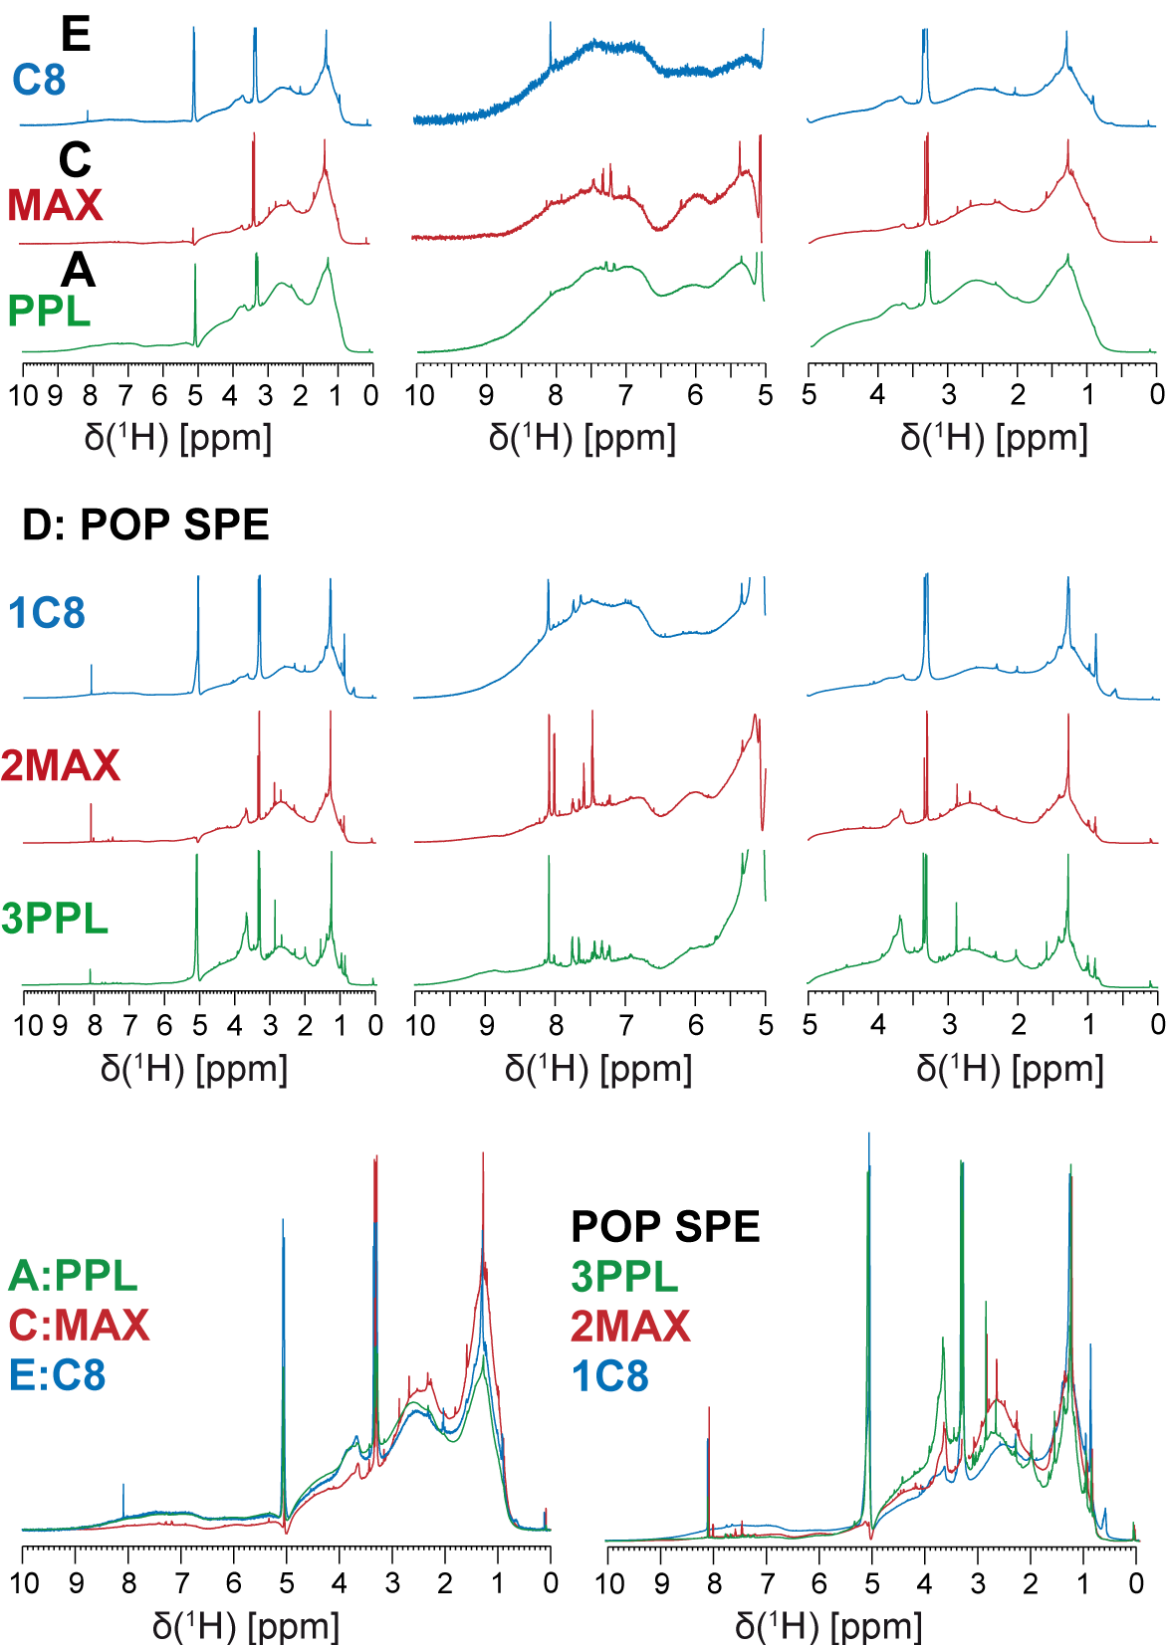 E
C8
C
MAX
A
PPL
10 9 8 7 6 5 4 3 2 1 0
10 9 8 7 6 5
5 4 3 2 1 0
δ(¹H) [ppm]
δ(¹H) [ppm]
δ(¹H) [ppm]
D: POP SPE
1C8
2MAX
3PPL
10 9 8 7 6 5 4 3 2 1 0
10 9 8 7 6 5
5 4 3 2 1 0
δ(¹H) [ppm]
δ(¹H) [ppm]
δ(¹H) [ppm]
A:PPL
C:MAX
E:C8
10 9 8 7 6 5 4 3 2 1 0
δ(¹H) [ppm]
POP SPE
3PPL
2MAX
1C8
10 9 8 7 6 5 4 3 2 1 0
δ(¹H) [ppm]